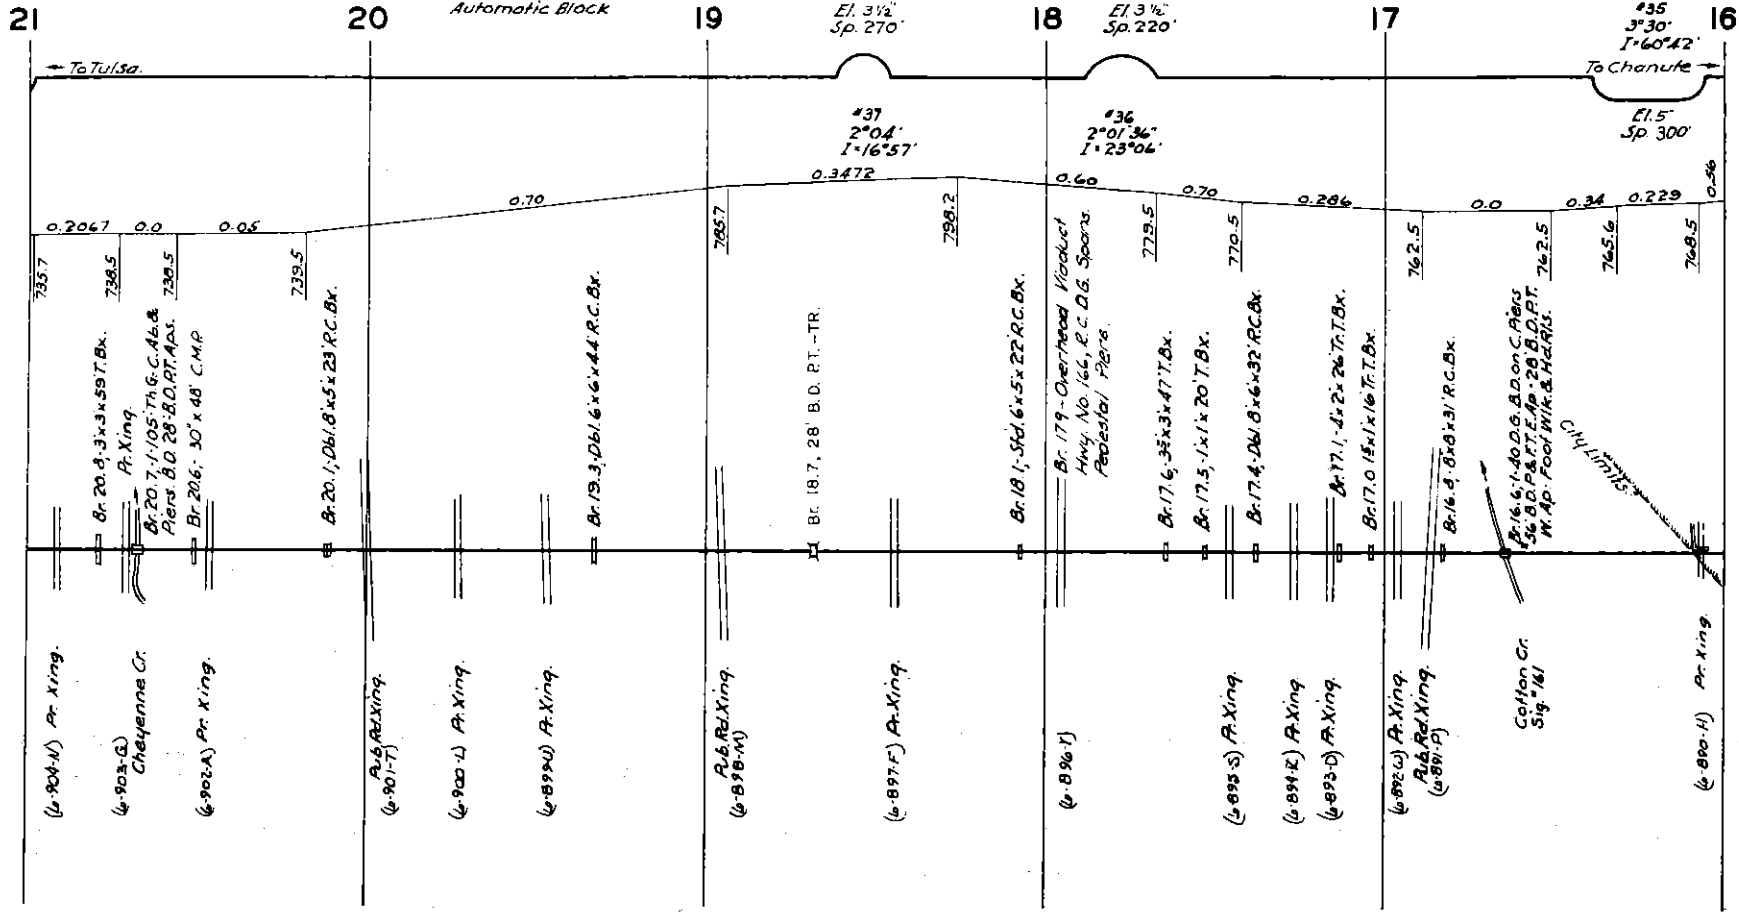 21
20
19
18
17
16
Automatic Block
El. 3½"
Sp. 270'
El. 3½"
Sp. 220'
#35
3°30'
I=60°42'
← To Tulsa.
To Chanute →
#37
2°04'
I=16°57'
#36
2°01'36"
I=23°06'
El. 5"
Sp. 300'
0.2067
0.0
0.05
0.70
0.3472
0.60
0.70
0.286
0.0
0.34
0.229
0.56
735.7
738.5
738.5
739.5
785.7
798.2
779.5
770.5
762.5
762.5
765.6
768.5
Br. 20.8,-3'x3'x59' T.Bx.
Pr. Xing.
Br. 20.7,-1-105' Th.G.C.Ab.&
Piers. B.D. 28'-B.D.P.T. Aps.
Br. 20.6,- 30" x 48' C.M.P.
Br. 20.1,-Dbl. 8'x5'x 23' R.C.Bx.
Br. 19.3,-Dbl. 6'x6'x44' R.C.Bx.
Br. 18.7, 28' B.D. P.T.-TR.
Br. 18.1,-Std. 6'x5'x22' R.C.Bx.
Br. 179-Overhead Viaduct
Hwy. No. 166, R.C. D.G. Spans.
Pedestal Piers.
Br. 17.6,-3'x3'x47' T.Bx.
Br. 17.5,-1'x1'x20' T.Bx.
Br. 17.4,-Dbl. 8'x6'x32' R.C.Bx.
Br. 17.1,-4'x2'x26' Tr.T.Bx.
Br. 17.0 x1'x16' Tr.T.Bx.
Br. 16.8, 8'x8'x31' R.C.Bx.
Br. 16.6,-1-40' D.G. B.D. on C. Piers
56' B.D.P.& F.T. E.Ap.-28' B.D.P.T.
W. Ap. Foot Wlk. & Hd.Rls.
City Limits
(6-904-N) Pr. Xing.
(6-903-G)
Cheyenne Cr.
(6-902-A) Pr. Xing.
Pub.Rd.Xing.
(6-901-T)
(6-900-L) Pr. Xing.
(6-899-U) Pr. Xing.
Pub.Rd.Xing.
(6-898-M)
(6-897-F) Pr. Xing.
(6-896-Y)
(6-895-S) Pr. Xing.
(6-894-K) Pr. Xing.
(6-893-D) Pr. Xing.
(6-892-W) Pr. Xing.
Pub.Rd.Xing.
(6-891-P)
Cotton Cr.
Sig. #161
(6-890-H) Pr. Xing.